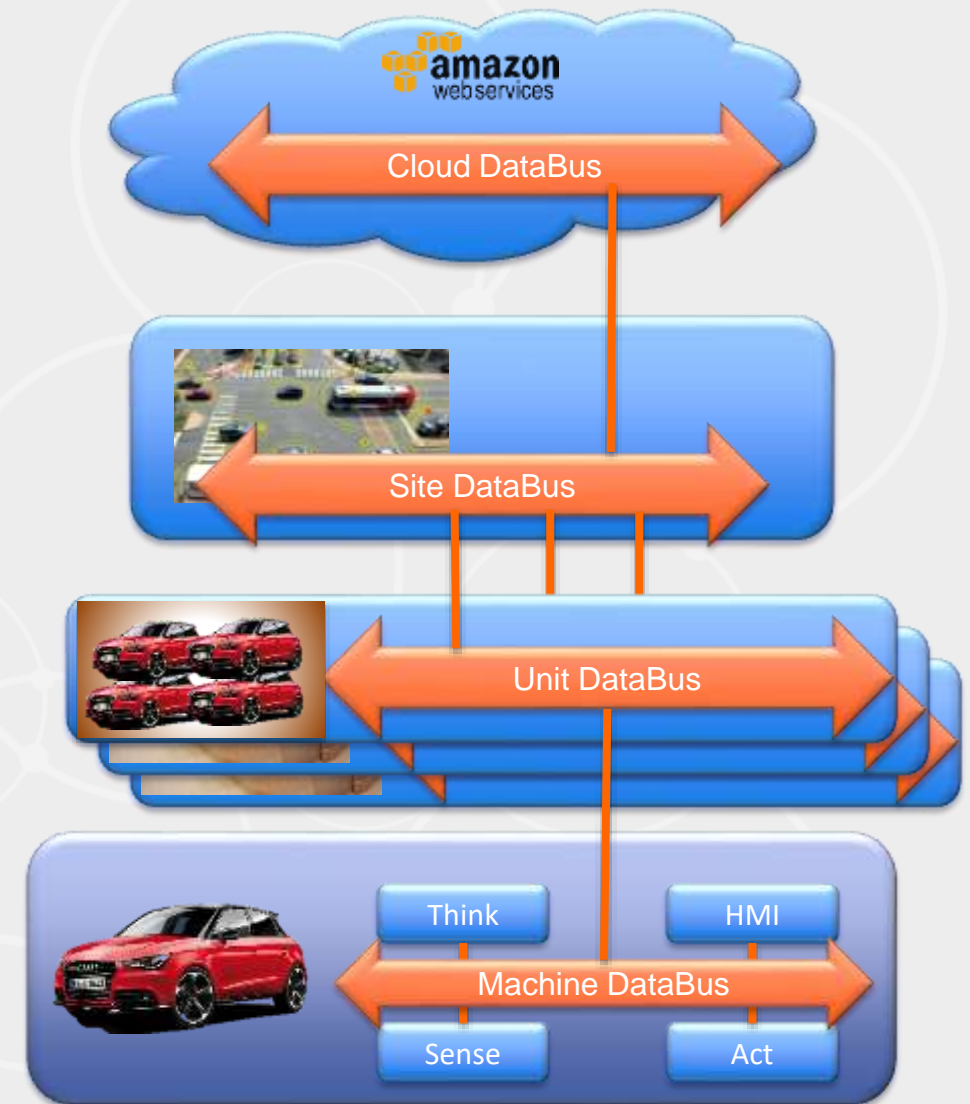 amazon
webservices
Cloud DataBus
Site DataBus
Unit DataBus
Think
HMI
Machine DataBus
Sense
Act